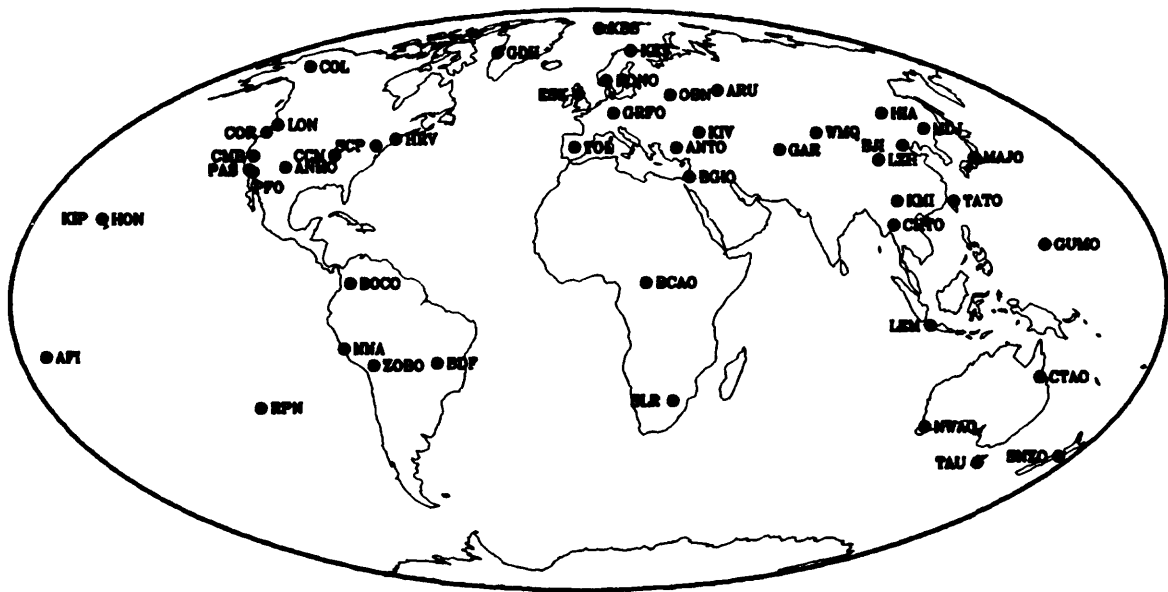 KBS
GDH
KEV
COL
KONO
ESK
OBN
ARU
GRFO
HIA
LON
COR
MDJ
SCP
HRV
KIV
WMQ
BJI
TOL
ANTO
GAR
CMB
CCM
LZH
MAJO
PAS
ANMO
BGIO
PFO
KMI
TATO
KIP
HON
CHTO
GUMO
BOCO
BCAO
LEM
NNA
AFI
ZOBO
BDF
CTAO
SLR
RPN
NWAO
SNZO
TAU